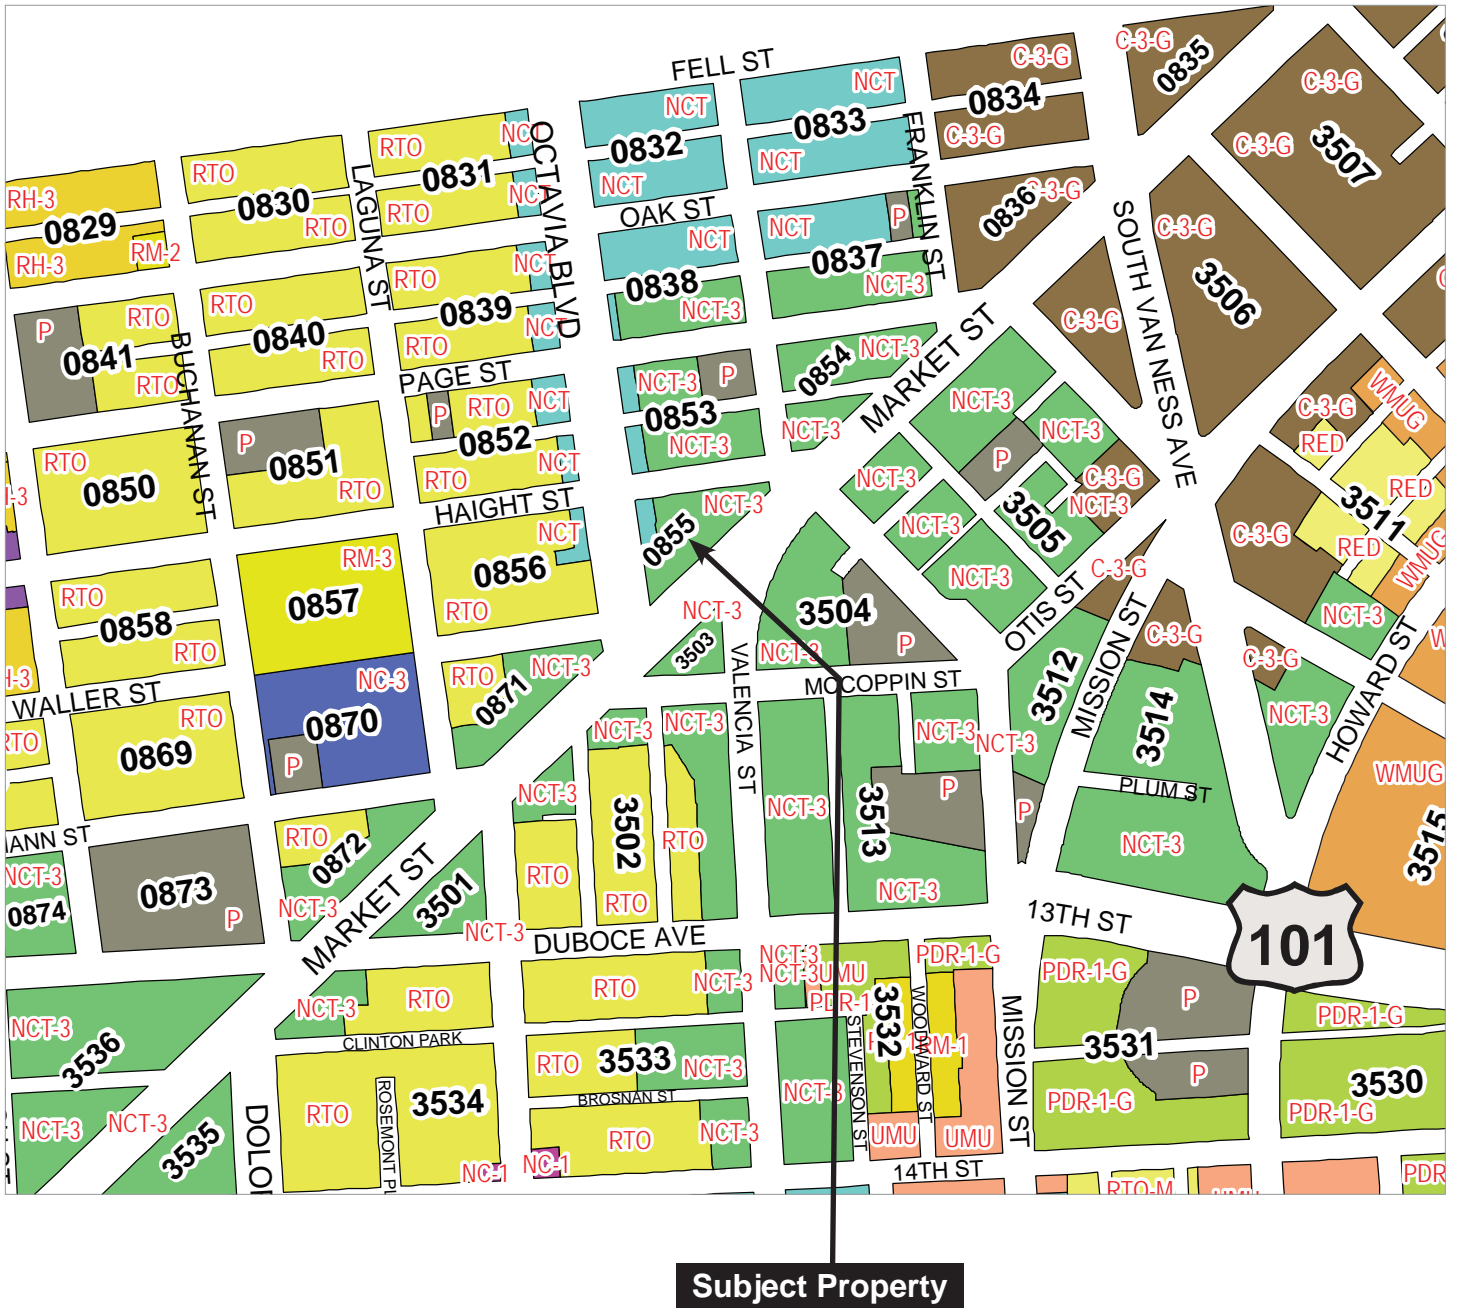 FELL ST
NCT
NCT
C-3-G
C-3-G
C-3-G
0835
0834
0832
0833
C-3-G
C-3-G
3507
NCT
NCT
RTO
RTO
NCT
0831
RTO
NCT
OCTAVIA BLVD
FRANKLIN ST
RH-3
0829
RH-3
RM-2
0830
RTO
LAGUNA ST
OAK ST
NCT
NCT
P
0836
C-3-G
SOUTH VAN NESS AVE
C-3-G
3506
0838
0837
NCT-3
NCT-3
RTO
NCT
0839
RTO
NCT
RTO
0840
RTO
P
RTO
0841
RTO
BUCHANAN ST
PAGE ST
NCT-3
P
0853
NCT-3
0854
NCT-3
NCT-3
MARKET ST
C-3-G
NCT-3
NCT-3
P
C-3-G
NCT-3
3505
NCT-3
NCT-3
NCT-3
C-3-G
WMUG
RED
RED
3511
RED
WMUG
C-3-G
NCT-3
P
RTO
NCT
0852
RTO
NCT
P
0851
RTO
RTO
0850
HAIGHT ST
NCT
0856
RTO
NCT-3
0855
RM-3
0857
RTO
0858
RTO
NCT-3
3503
3504
NCT-3
P
OTIS ST
C-3-G
MISSION ST
C-3-G
C-3-G
NCT-3
HOWARD ST
WALLER ST
RTO
RTO
0869
NC-3
0870
P
RTO
0871
NCT-3
VALENCIA ST
MCCOPPIN ST
3512
NCT-3
NCT-3
3514
PLUM ST
NCT-3
P
WMUG
3515
NCT-3
NCT-3
NCT-3
3502
RTO
RTO
RTO
NCT-3
3513
P
NCT-3
NCT-3
0874
0873
P
RTO
0872
NCT-3
MARKET ST
3501
NCT-3
DUBOCE AVE
13TH ST
101
NCT-3
3536
NCT-3
NCT-3
3535
NCT-3
RTO
CLINTON PARK
RTO
3534
ROSEMONT PL
NC-1
RTO
NCT-3
RTO
3533
NCT-3
BROSNAN ST
RTO
NCT-3
NC-1
NCT-3
NCT-3
UMU
PDR-1
NCT-3
STEVENSON ST
3532
WOODWARD ST
RM-1
PDR-1-G
UMU
UMU
MISSION ST
14TH ST
PDR-1-G
P
3531
P
PDR-1-G
PDR-1-G
3530
PDR-1-G
RTO-M
UMU
PDR
Subject Property